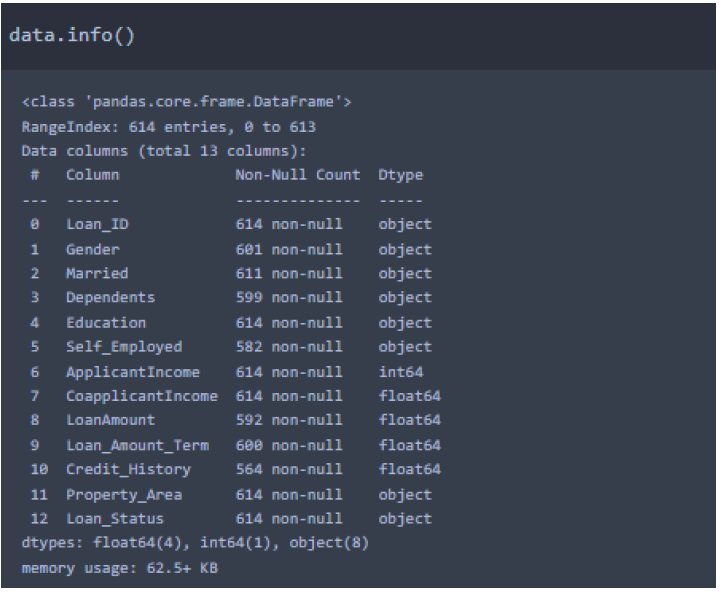 data.info()
<class 'pandas.core.frame.DataFrame'>
RangeIndex: 614 entries, 0 to 613
Data columns (total 13 columns):
 #   Column             Non-Null Count  Dtype
---  ------             --------------  -----
 0   Loan_ID            614 non-null    object
 1   Gender             601 non-null    object
 2   Married            611 non-null    object
 3   Dependents         599 non-null    object
 4   Education          614 non-null    object
 5   Self_Employed      582 non-null    object
 6   ApplicantIncome    614 non-null    int64
 7   CoapplicantIncome  614 non-null    float64
 8   LoanAmount         592 non-null    float64
 9   Loan_Amount_Term   600 non-null    float64
 10  Credit_History     564 non-null    float64
 11  Property_Area      614 non-null    object
 12  Loan_Status        614 non-null    object
dtypes: float64(4), int64(1), object(8)
memory usage: 62.5+ KB